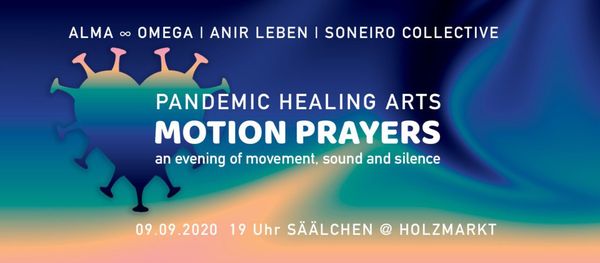 ALMA ∞ OMEGA | ANIR LEBEN | SONEIRO COLLECTIVE
PANDEMIC HEALING ARTS
MOTION PRAYERS
an evening of movement, sound and silence
09.09.2020 19 Uhr SÄÄLCHEN @ HOLZMARKT